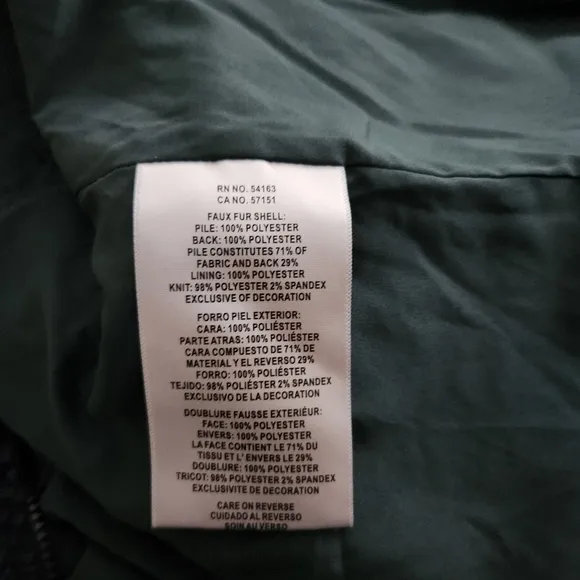 RN NO. 54163
CA NO. 57151
FAUX FUR SHELL:
PILE: 100% POLYESTER
BACK: 100% POLYESTER
PILE CONSTITUTES 71% OF
FABRIC AND BACK 29%
LINING: 100% POLYESTER
KNIT: 98% POLYESTER 2% SPANDEX
EXCLUSIVE OF DECORATION
FORRO PIEL EXTERIOR:
CARA: 100% POLIÉSTER
PARTE ATRAS: 100% POLIÉSTER
CARA COMPUESTO DE 71% DE
MATERIAL Y EL REVERSO 29%
FORRO: 100% POLIÉSTER
TEJIDO: 98% POLIÉSTER 2% SPANDEX
EXCLUSIVO DE LA DECORATION
DOUBLURE FAUSSE EXTERIEÙR:
FACE: 100% POLYESTER
ENVERS: 100% POLYESTER
LA FACE CONTIENT LE 71% DU
TISSU ET L' ENVERS LE 29%
DOUBLURE: 100% POLYESTER
TRICOT: 98% POLYESTER 2% SPANDEX
EXCLUSIVITE DE DECORATION
CARE ON REVERSE
CUIDADO AL REVERSO
SOIN AU VERSO